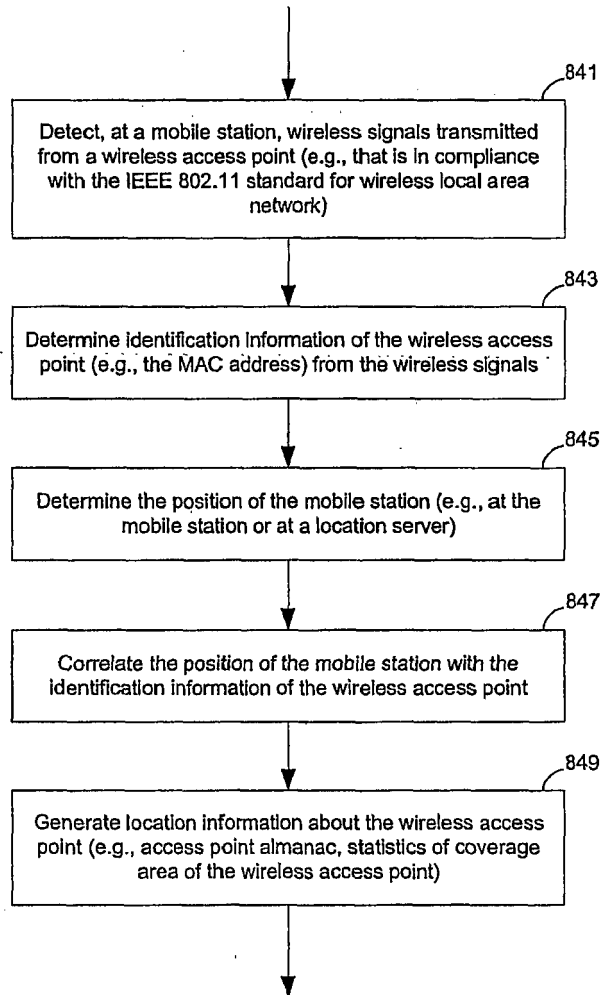 841
Detect, at a mobile station, wireless signals transmitted
from a wireless access point (e.g., that is in compliance
with the IEEE 802.11 standard for wireless local area
network)
843
Determine identification information of the wireless access
point (e.g., the MAC address) from the wireless signals
845
Determine the position of the mobile station (e.g., at the
mobile station or at a location server)
847
Correlate the position of the mobile station with the
identification information of the wireless access point
849
Generate location information about the wireless access
point (e.g., access point almanac, statistics of coverage
area of the wireless access point)